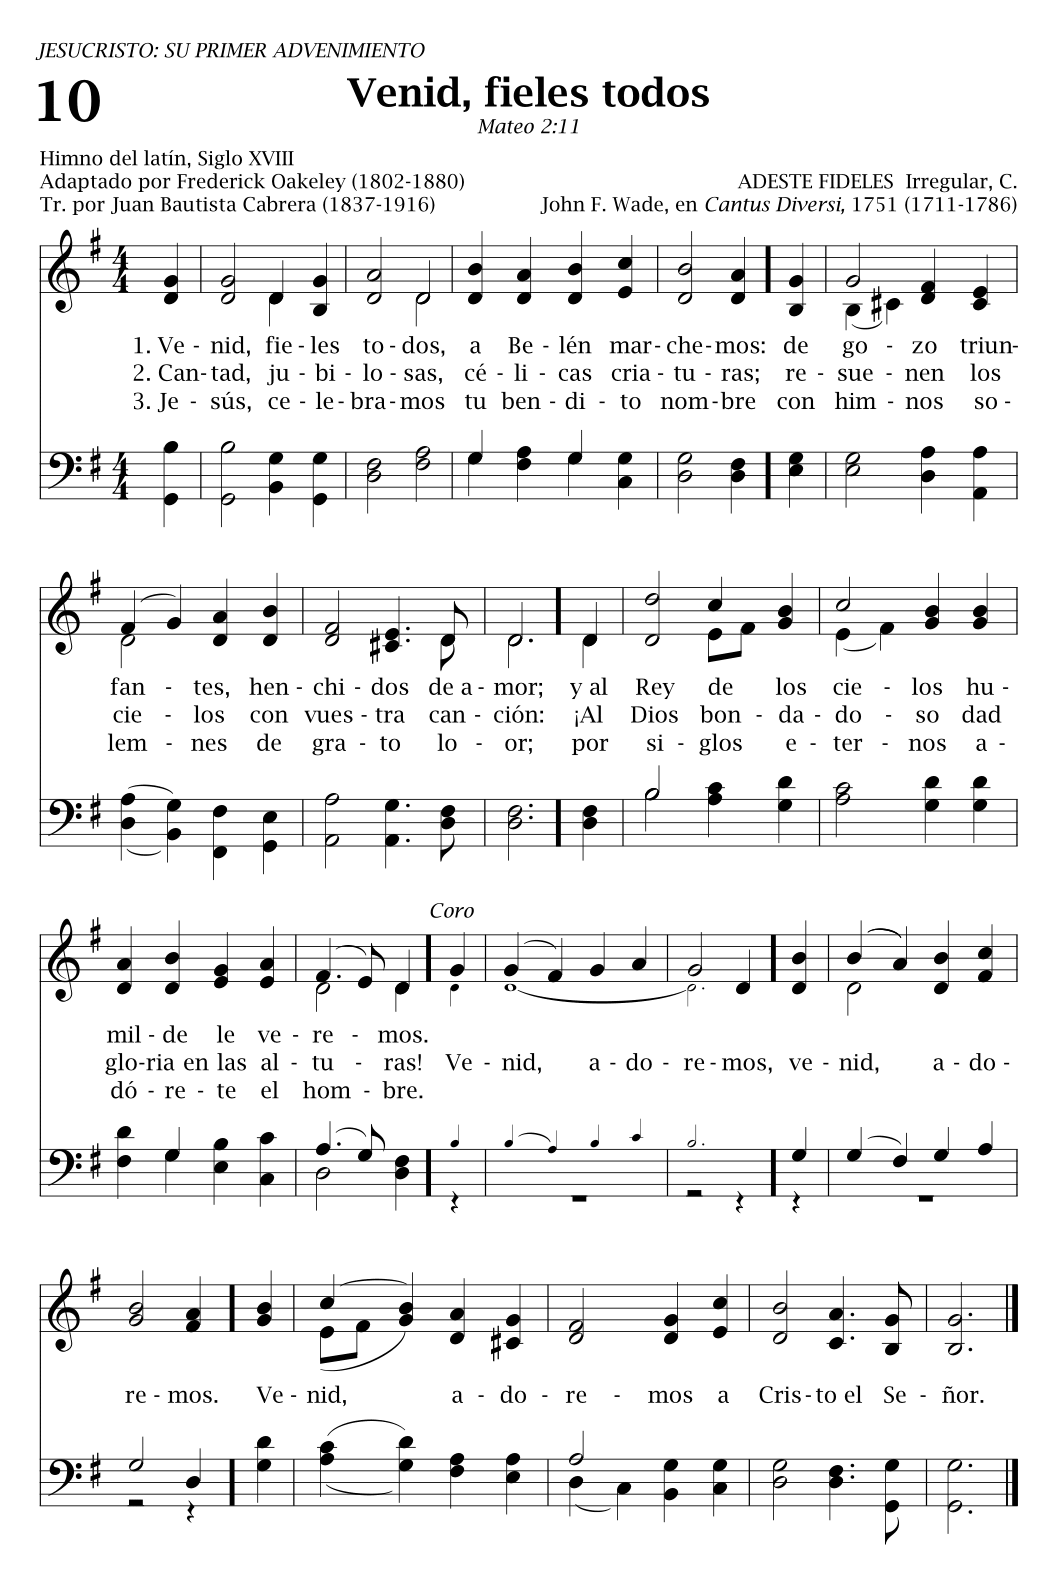 JESUCRISTO: SU PRIMER ADVENIMIENTO
10
Venid, fieles todos
Mateo 2:11
Himno del latín, Siglo XVIII
Adaptado por Frederick Oakeley (1802-1880)
ADESTE FIDELES Irregular, C.
Tr. por Juan Bautista Cabrera (1837-1916)
John F. Wade, en Cantus Diversi, 1751 (1711-1786)
1. Ve - nid, fie - les to - dos, a Be - lén mar - che - mos: de go - zo triun-
2. Can - tad, ju - bi - lo - sas, cé - li - cas cria - tu - ras; re - sue - nen los
3. Je - sús, ce - le - bra - mos tu ben - di - to nom - bre con him - nos so -
fan - tes, hen - chi - dos de a - mor; y al Rey de los cie - los hu -
cie - los con vues - tra can - ción: ¡Al Dios bon - da - do - so dad
lem - nes de gra - to lo - or; por si - glos e - ter - nos a -
Coro
mil - de le ve - re - mos.
glo - ria en las al - tu - ras! Ve - nid, a - do - re - mos, ve - nid, a - do -
dó - re - te el hom - bre.
re - mos. Ve - nid, a - do - re - mos a Cris - to el Se - ñor.